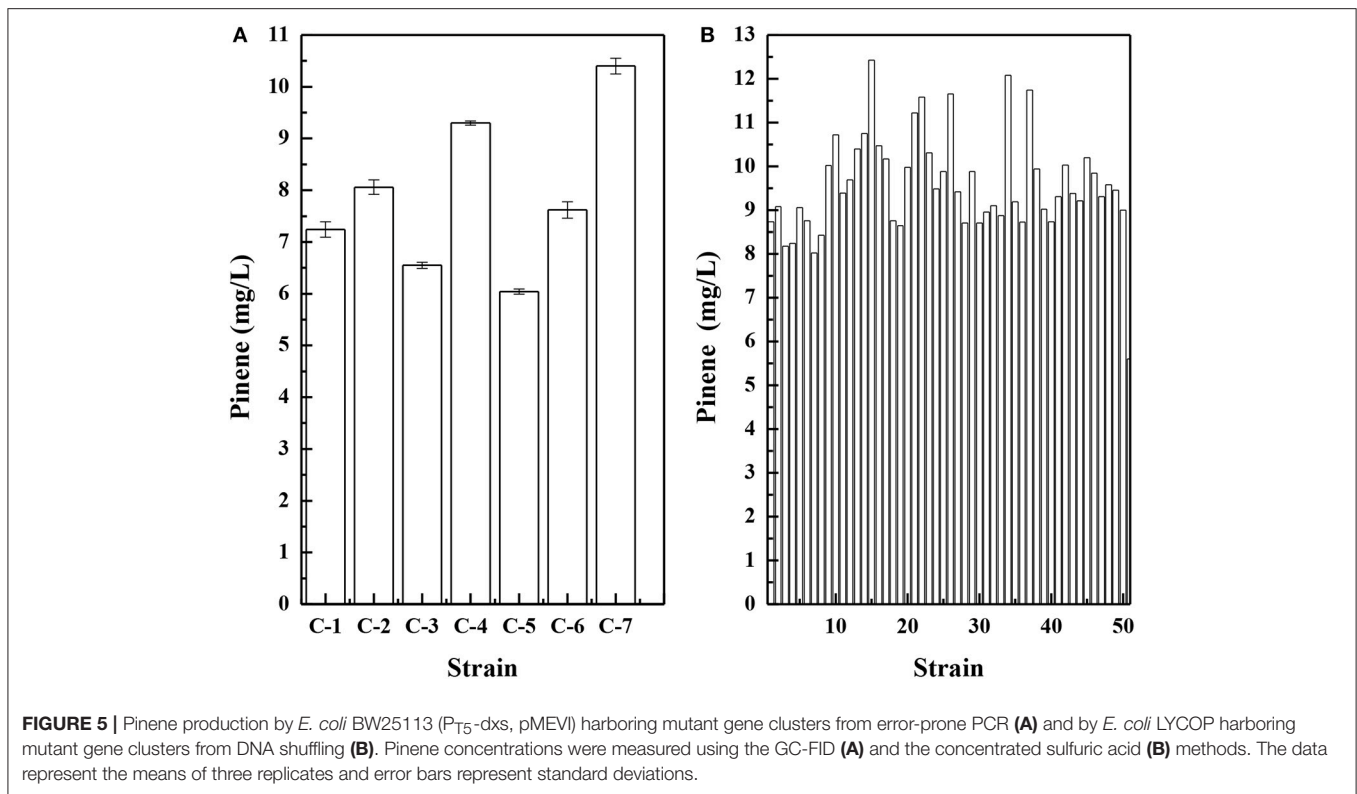 A
11
10
9
8
7
6
5
4
3
2
1
0
Pinene (mg/L)
C-1 C-2 C-3 C-4 C-5 C-6 C-7
Strain
B
13
12
11
10
9
8
7
6
5
4
3
2
1
0
Pinene (mg/L)
10 20 30 40 50
Strain
FIGURE 5 | Pinene production by E. coli BW25113 (PT5-dxs, pMEVI) harboring mutant gene clusters from error-prone PCR (A) and by E. coli LYCOP harboring
mutant gene clusters from DNA shuffling (B). Pinene concentrations were measured using the GC-FID (A) and the concentrated sulfuric acid (B) methods. The data
represent the means of three replicates and error bars represent standard deviations.